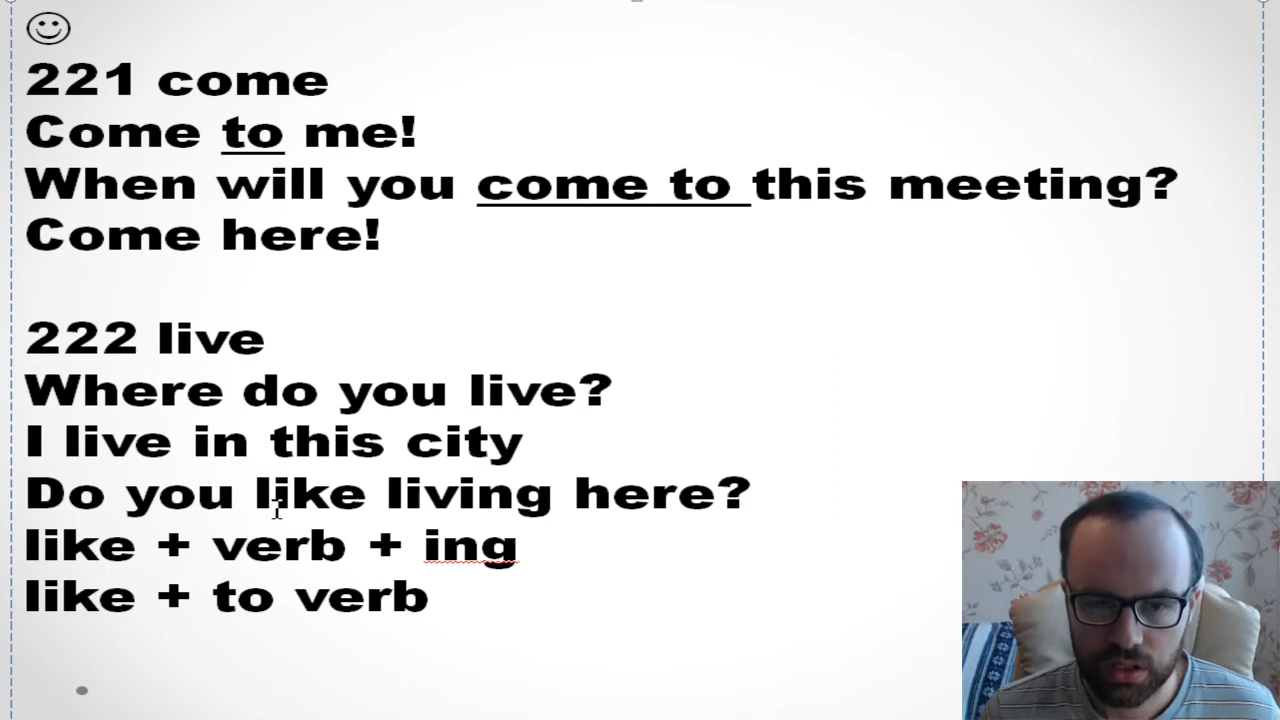 221 come
Come to me!
When will you come to this meeting?
Come here!
222 live
Where do you live?
I live in this city
Do you like living here?
like + verb + ing
like + to verb